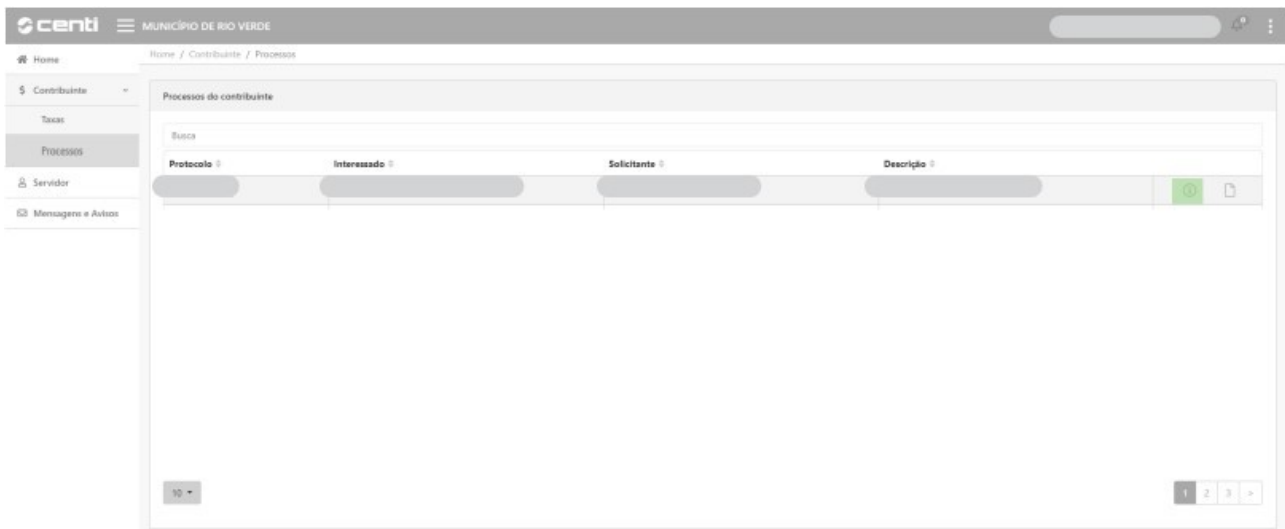 centi MUNICÍPIO DE RIO VERDE
Home / Contribuinte / Processos
Home
$ Contribuinte
Taxas
Processos
Servidor
Mensagens e Avisos
Processos do contribuinte
Busca
Protocolo Interessado Solicitante Descrição
10
1 2 3 >